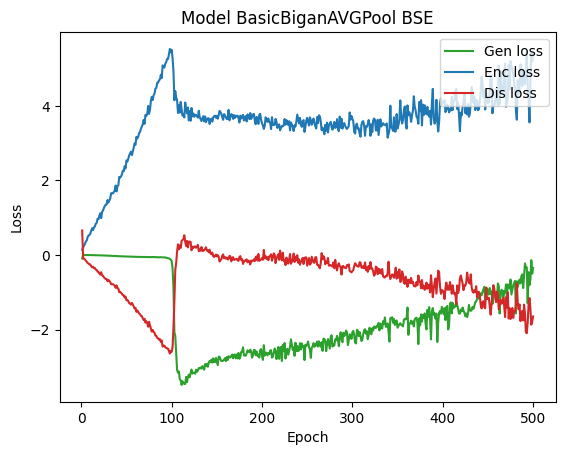 Model BasicBiganAVGPool BSE
Gen loss
Enc loss
Dis loss
4
2
0
−2
Loss
0
100
200
300
400
500
Epoch